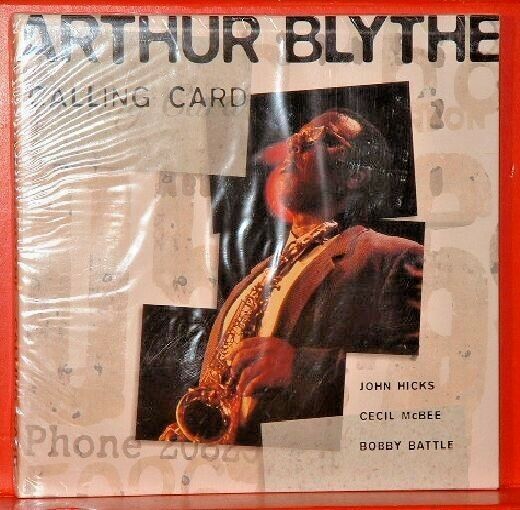 ARTHUR BLYTHE
CALLING CARD
JOHN HICKS
CECIL McBEE
BOBBY BATTLE
Phone